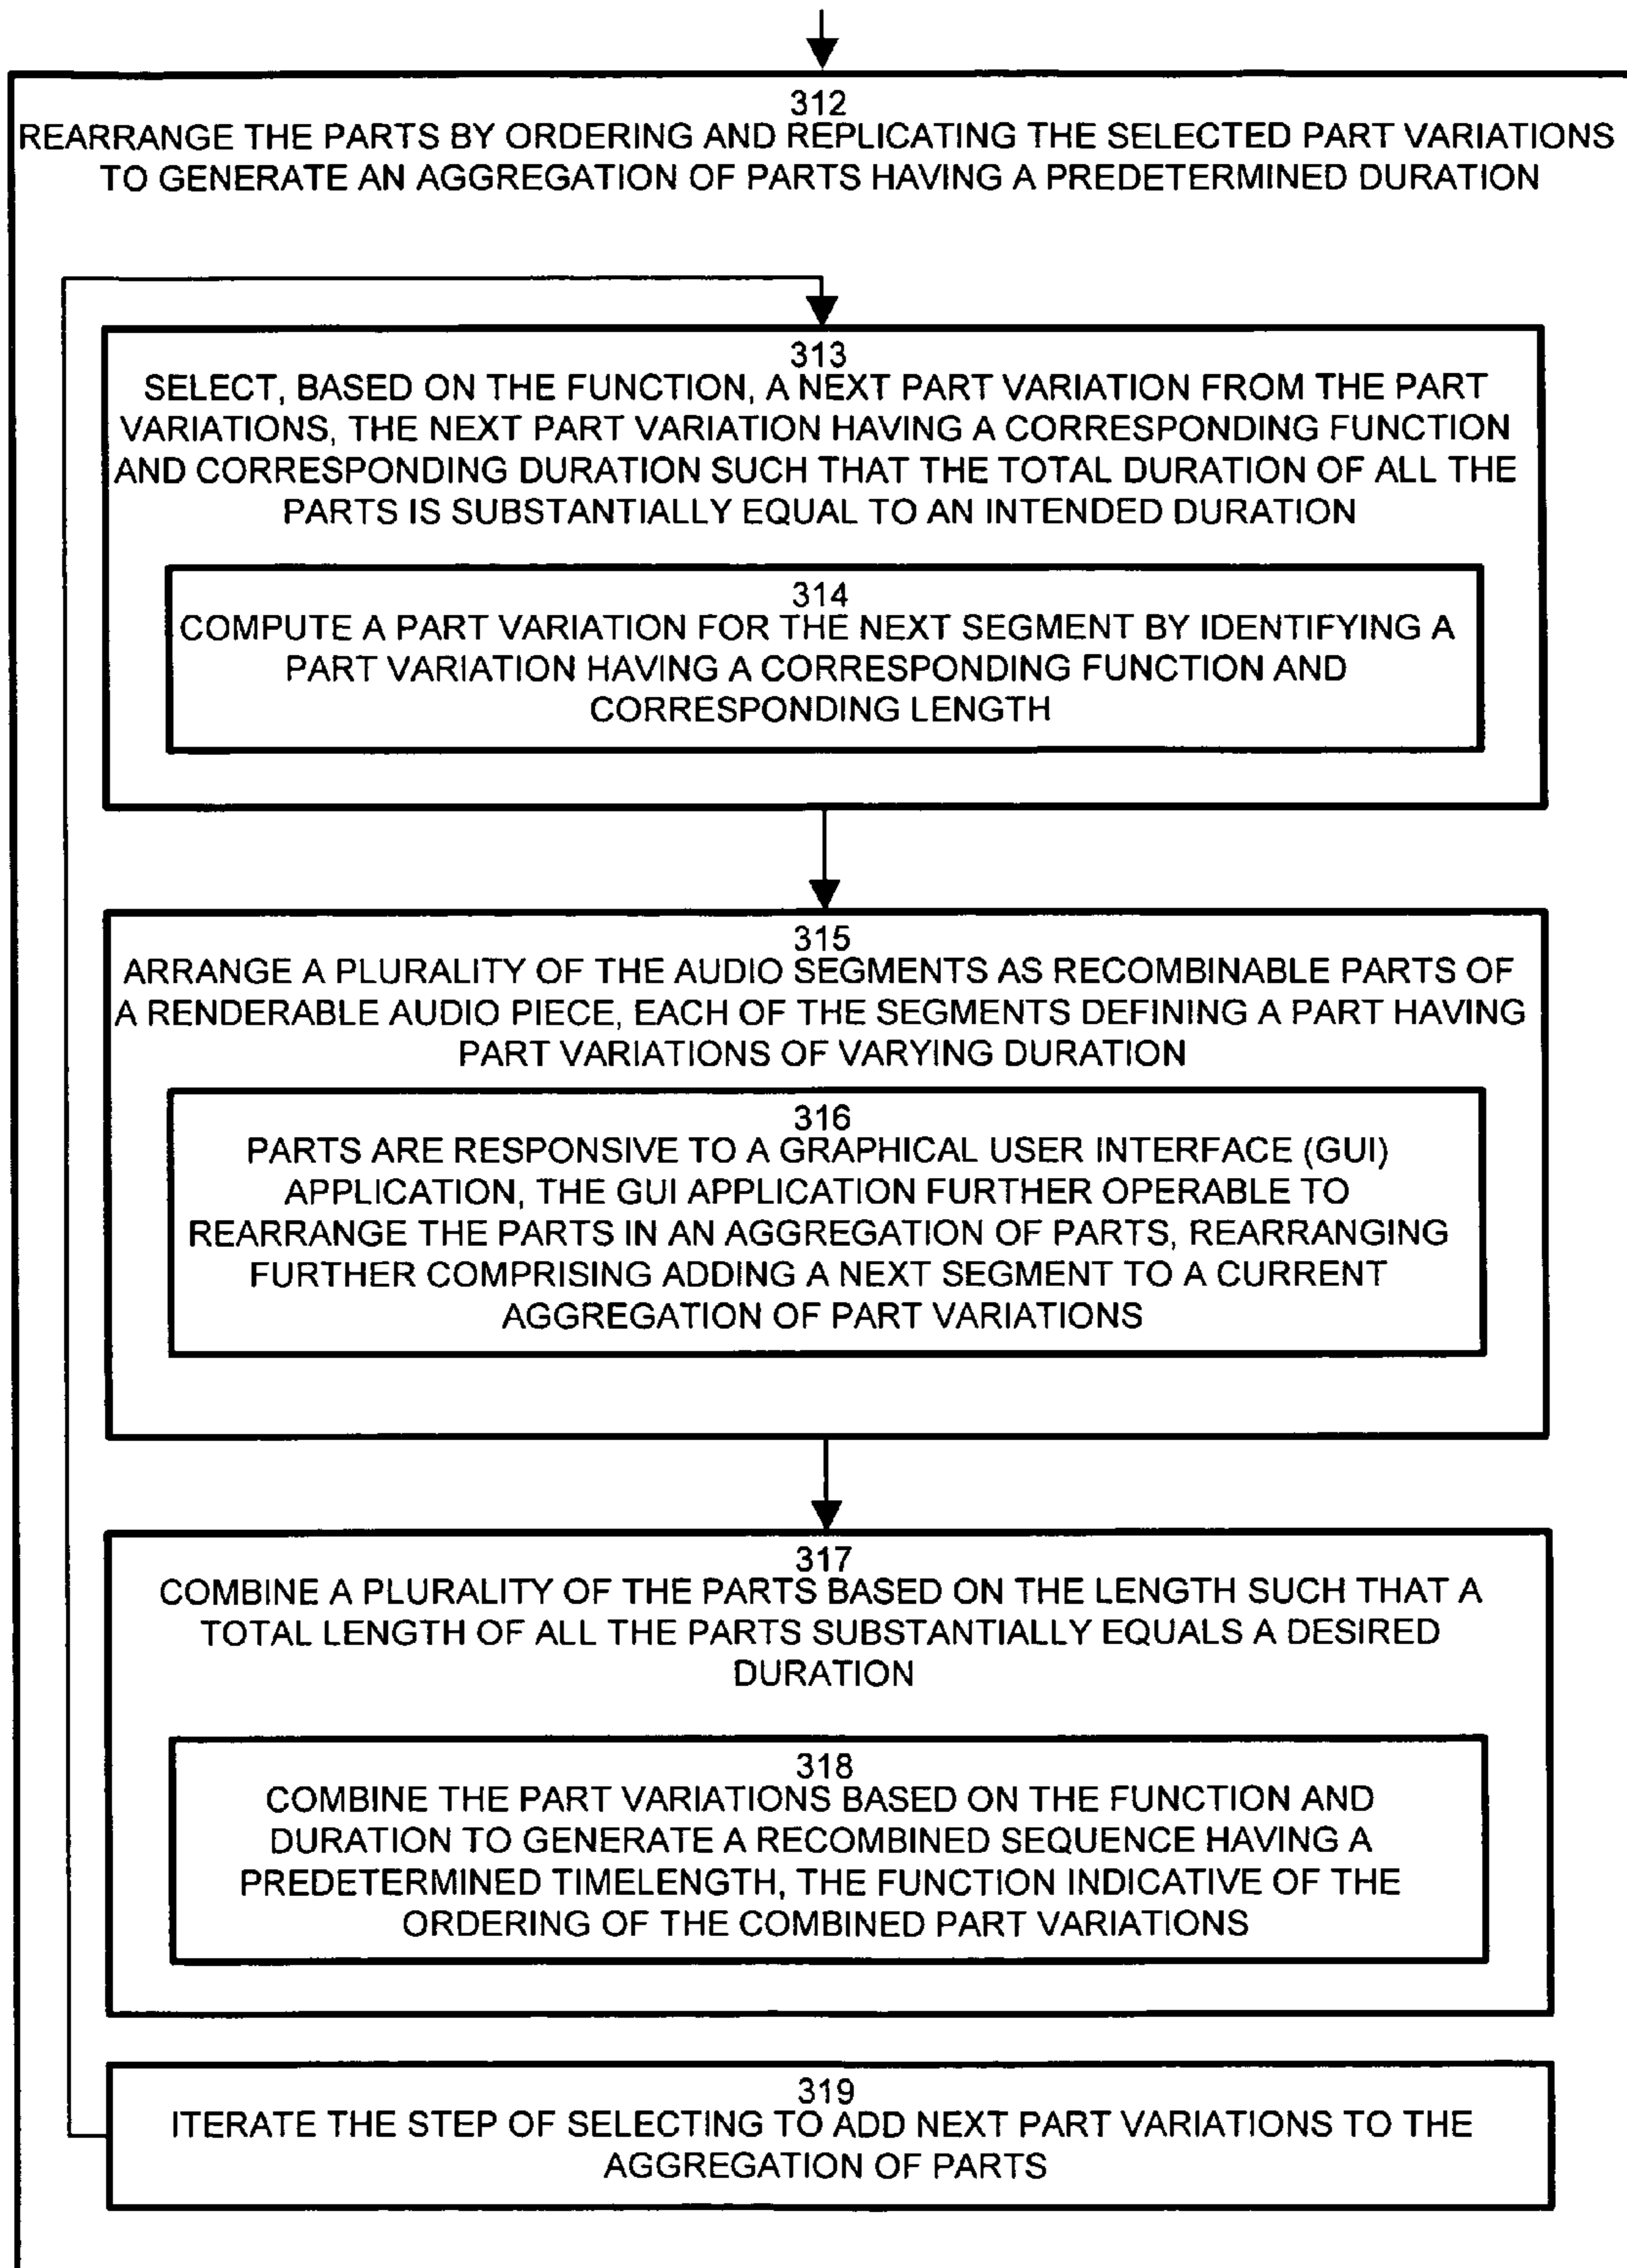 312
REARRANGE THE PARTS BY ORDERING AND REPLICATING THE SELECTED PART VARIATIONS
TO GENERATE AN AGGREGATION OF PARTS HAVING A PREDETERMINED DURATION
313
SELECT, BASED ON THE FUNCTION, A NEXT PART VARIATION FROM THE PART
VARIATIONS, THE NEXT PART VARIATION HAVING A CORRESPONDING FUNCTION
AND CORRESPONDING DURATION SUCH THAT THE TOTAL DURATION OF ALL THE
PARTS IS SUBSTANTIALLY EQUAL TO AN INTENDED DURATION
314
COMPUTE A PART VARIATION FOR THE NEXT SEGMENT BY IDENTIFYING A
PART VARIATION HAVING A CORRESPONDING FUNCTION AND
CORRESPONDING LENGTH
315
ARRANGE A PLURALITY OF THE AUDIO SEGMENTS AS RECOMBINABLE PARTS OF
A RENDERABLE AUDIO PIECE, EACH OF THE SEGMENTS DEFINING A PART HAVING
PART VARIATIONS OF VARYING DURATION
316
PARTS ARE RESPONSIVE TO A GRAPHICAL USER INTERFACE (GUI)
APPLICATION, THE GUI APPLICATION FURTHER OPERABLE TO
REARRANGE THE PARTS IN AN AGGREGATION OF PARTS, REARRANGING
FURTHER COMPRISING ADDING A NEXT SEGMENT TO A CURRENT
AGGREGATION OF PART VARIATIONS
317
COMBINE A PLURALITY OF THE PARTS BASED ON THE LENGTH SUCH THAT A
TOTAL LENGTH OF ALL THE PARTS SUBSTANTIALLY EQUALS A DESIRED
DURATION
318
COMBINE THE PART VARIATIONS BASED ON THE FUNCTION AND
DURATION TO GENERATE A RECOMBINED SEQUENCE HAVING A
PREDETERMINED TIMELENGTH, THE FUNCTION INDICATIVE OF THE
ORDERING OF THE COMBINED PART VARIATIONS
319
ITERATE THE STEP OF SELECTING TO ADD NEXT PART VARIATIONS TO THE
AGGREGATION OF PARTS